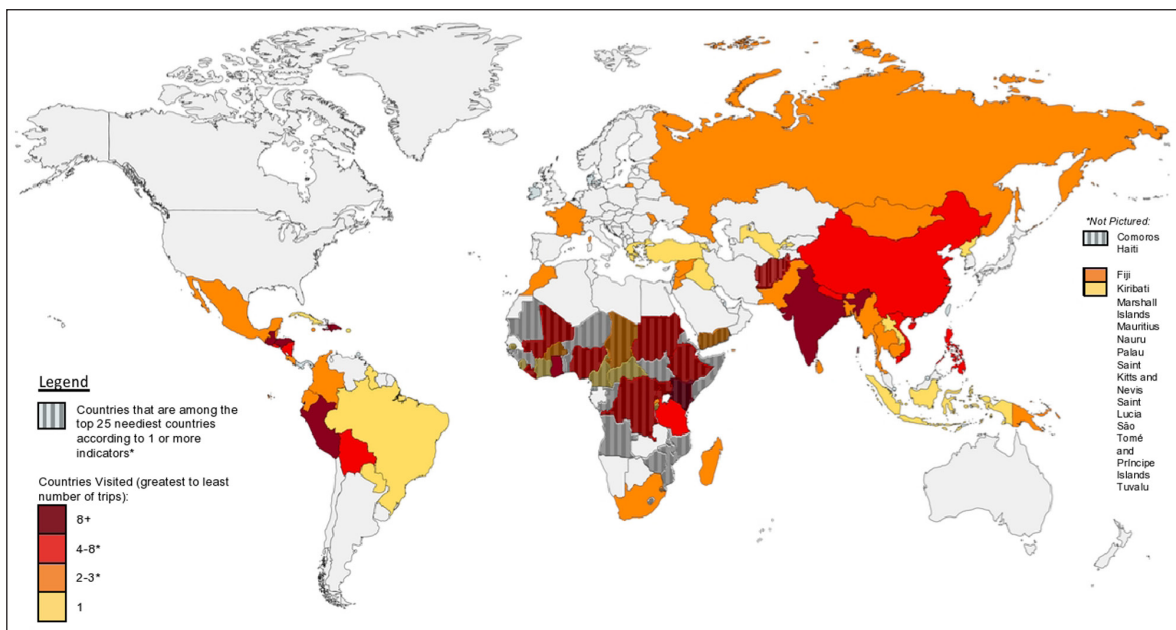 *Not Pictured:
Comoros
Haiti
Fiji
Kiribati
Marshall
Islands
Mauritius
Nauru
Palau
Saint
Kitts and
Nevis
Saint
Lucia
São
Tomé
and
Príncipe
Islands
Tuvalu
Legend
Countries that are among the
top 25 neediest countries
according to 1 or more
indicators*
Countries Visited (greatest to least
number of trips):
8+
4-8*
2-3*
1